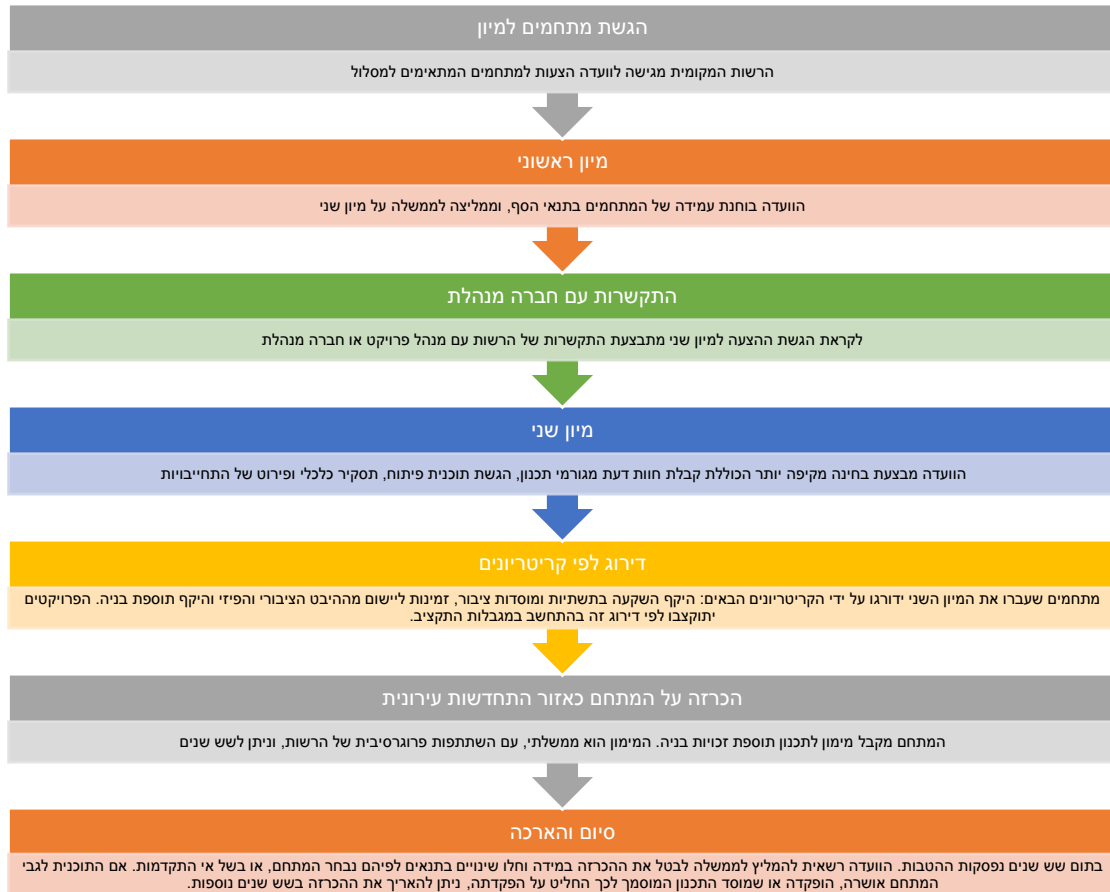 הגשת מתחמים למיון
הרשות המקומית מגישה לוועדה הצעות למתחמים המתאימים למסלול
מיון ראשוני
הוועדה בוחנת עמידה של המתחמים בתנאי הסף, וממליצה לממשלה על מיון שני
התקשרות עם חברה מנהלת
לקראת הגשת ההצעה למיון שני מתבצעת התקשרות של הרשות עם מנהל פרויקט או חברה מנהלת
מיון שני
הוועדה מבצעת בחינה מקיפה יותר הכוללת קבלת חוות דעת מגורמי תכנון, הגשת תוכנית פיתוח, תסקיר כלכלי ופירוט של התחייבויות
דירוג לפי קריטריונים
מתחמים שעברו את המיון השני ידורגו על ידי הקריטריונים הבאים: היקף השקעה בתשתיות ומוסדות ציבור, זמינות ליישום מההיבט הציבורי והפיזי והיקף תוספת בניה. הפרויקטים
יתוקצבו לפי דירוג זה בהתחשב במגבלות התקציב.
הכרזה על המתחם כאזור התחדשות עירונית
המתחם מקבל מימון לתכנון תוספת זכויות בניה. המימון הוא ממשלתי, עם השתתפות פרוגרסיבית של הרשות, וניתן לשש שנים
סיום והארכה
בתום שש שנים נפסקות ההטבות. הוועדה רשאית להמליץ לממשלה לבטל את ההכרזה במידה וחלו שינויים בתנאים לפיהם נבחר המתחם, או בשל אי התקדמות. אם התוכנית לגבי
המתחם אושרה, הופקדה או שמוסד התכנון המוסמך לכך החליט על הפקדתה, ניתן להאריך את ההכרזה בשש שנים נוספות.